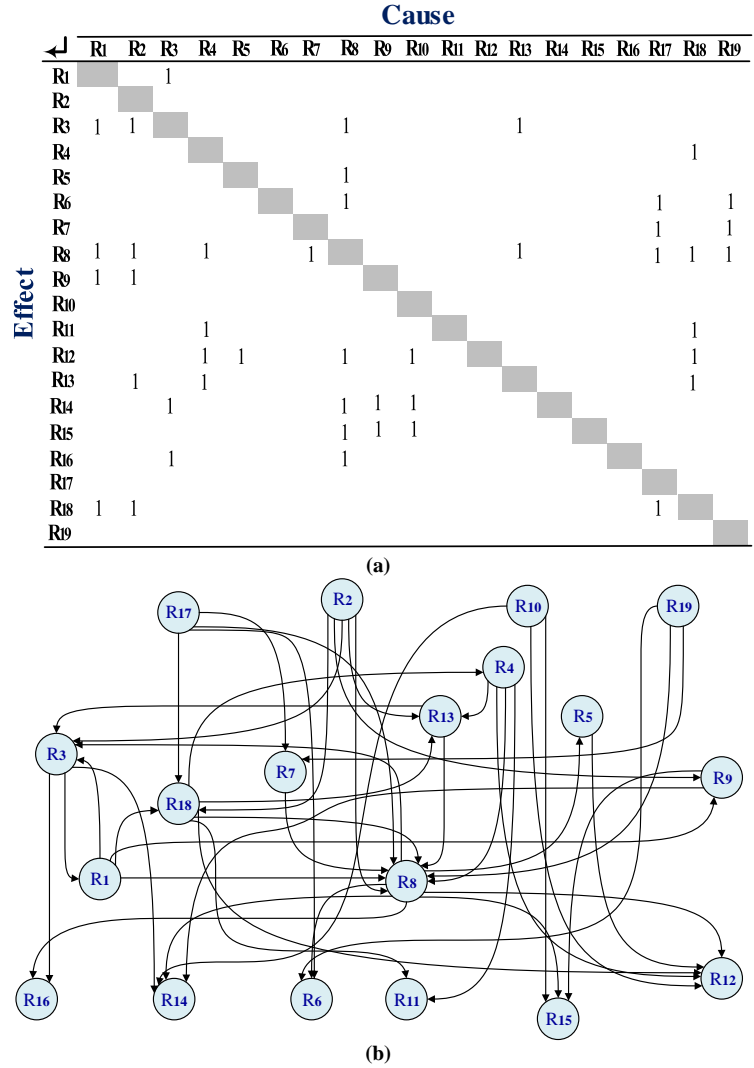 Cause
R1 R2 R3 R4 R5 R6 R7 R8 R9 R10 R11 R12 R13 R14 R15 R16 R17 R18 R19
Effect
R1 1
R2
R3 1 1 1 1
R4 1
R5 1
R6 1 1 1
R7 1 1
R8 1 1 1 1 1 1 1 1
R9 1 1
R10
R11 1 1
R12 1 1 1 1 1
R13 1 1 1
R14 1 1 1 1
R15 1 1 1
R16 1 1
R17
R18 1 1 1
R19
(a)
R17 R2 R10 R19
R4
R13 R5
R3 R7 R9
R18
R1 R8
R16 R14 R6 R11 R12
R15
(b)